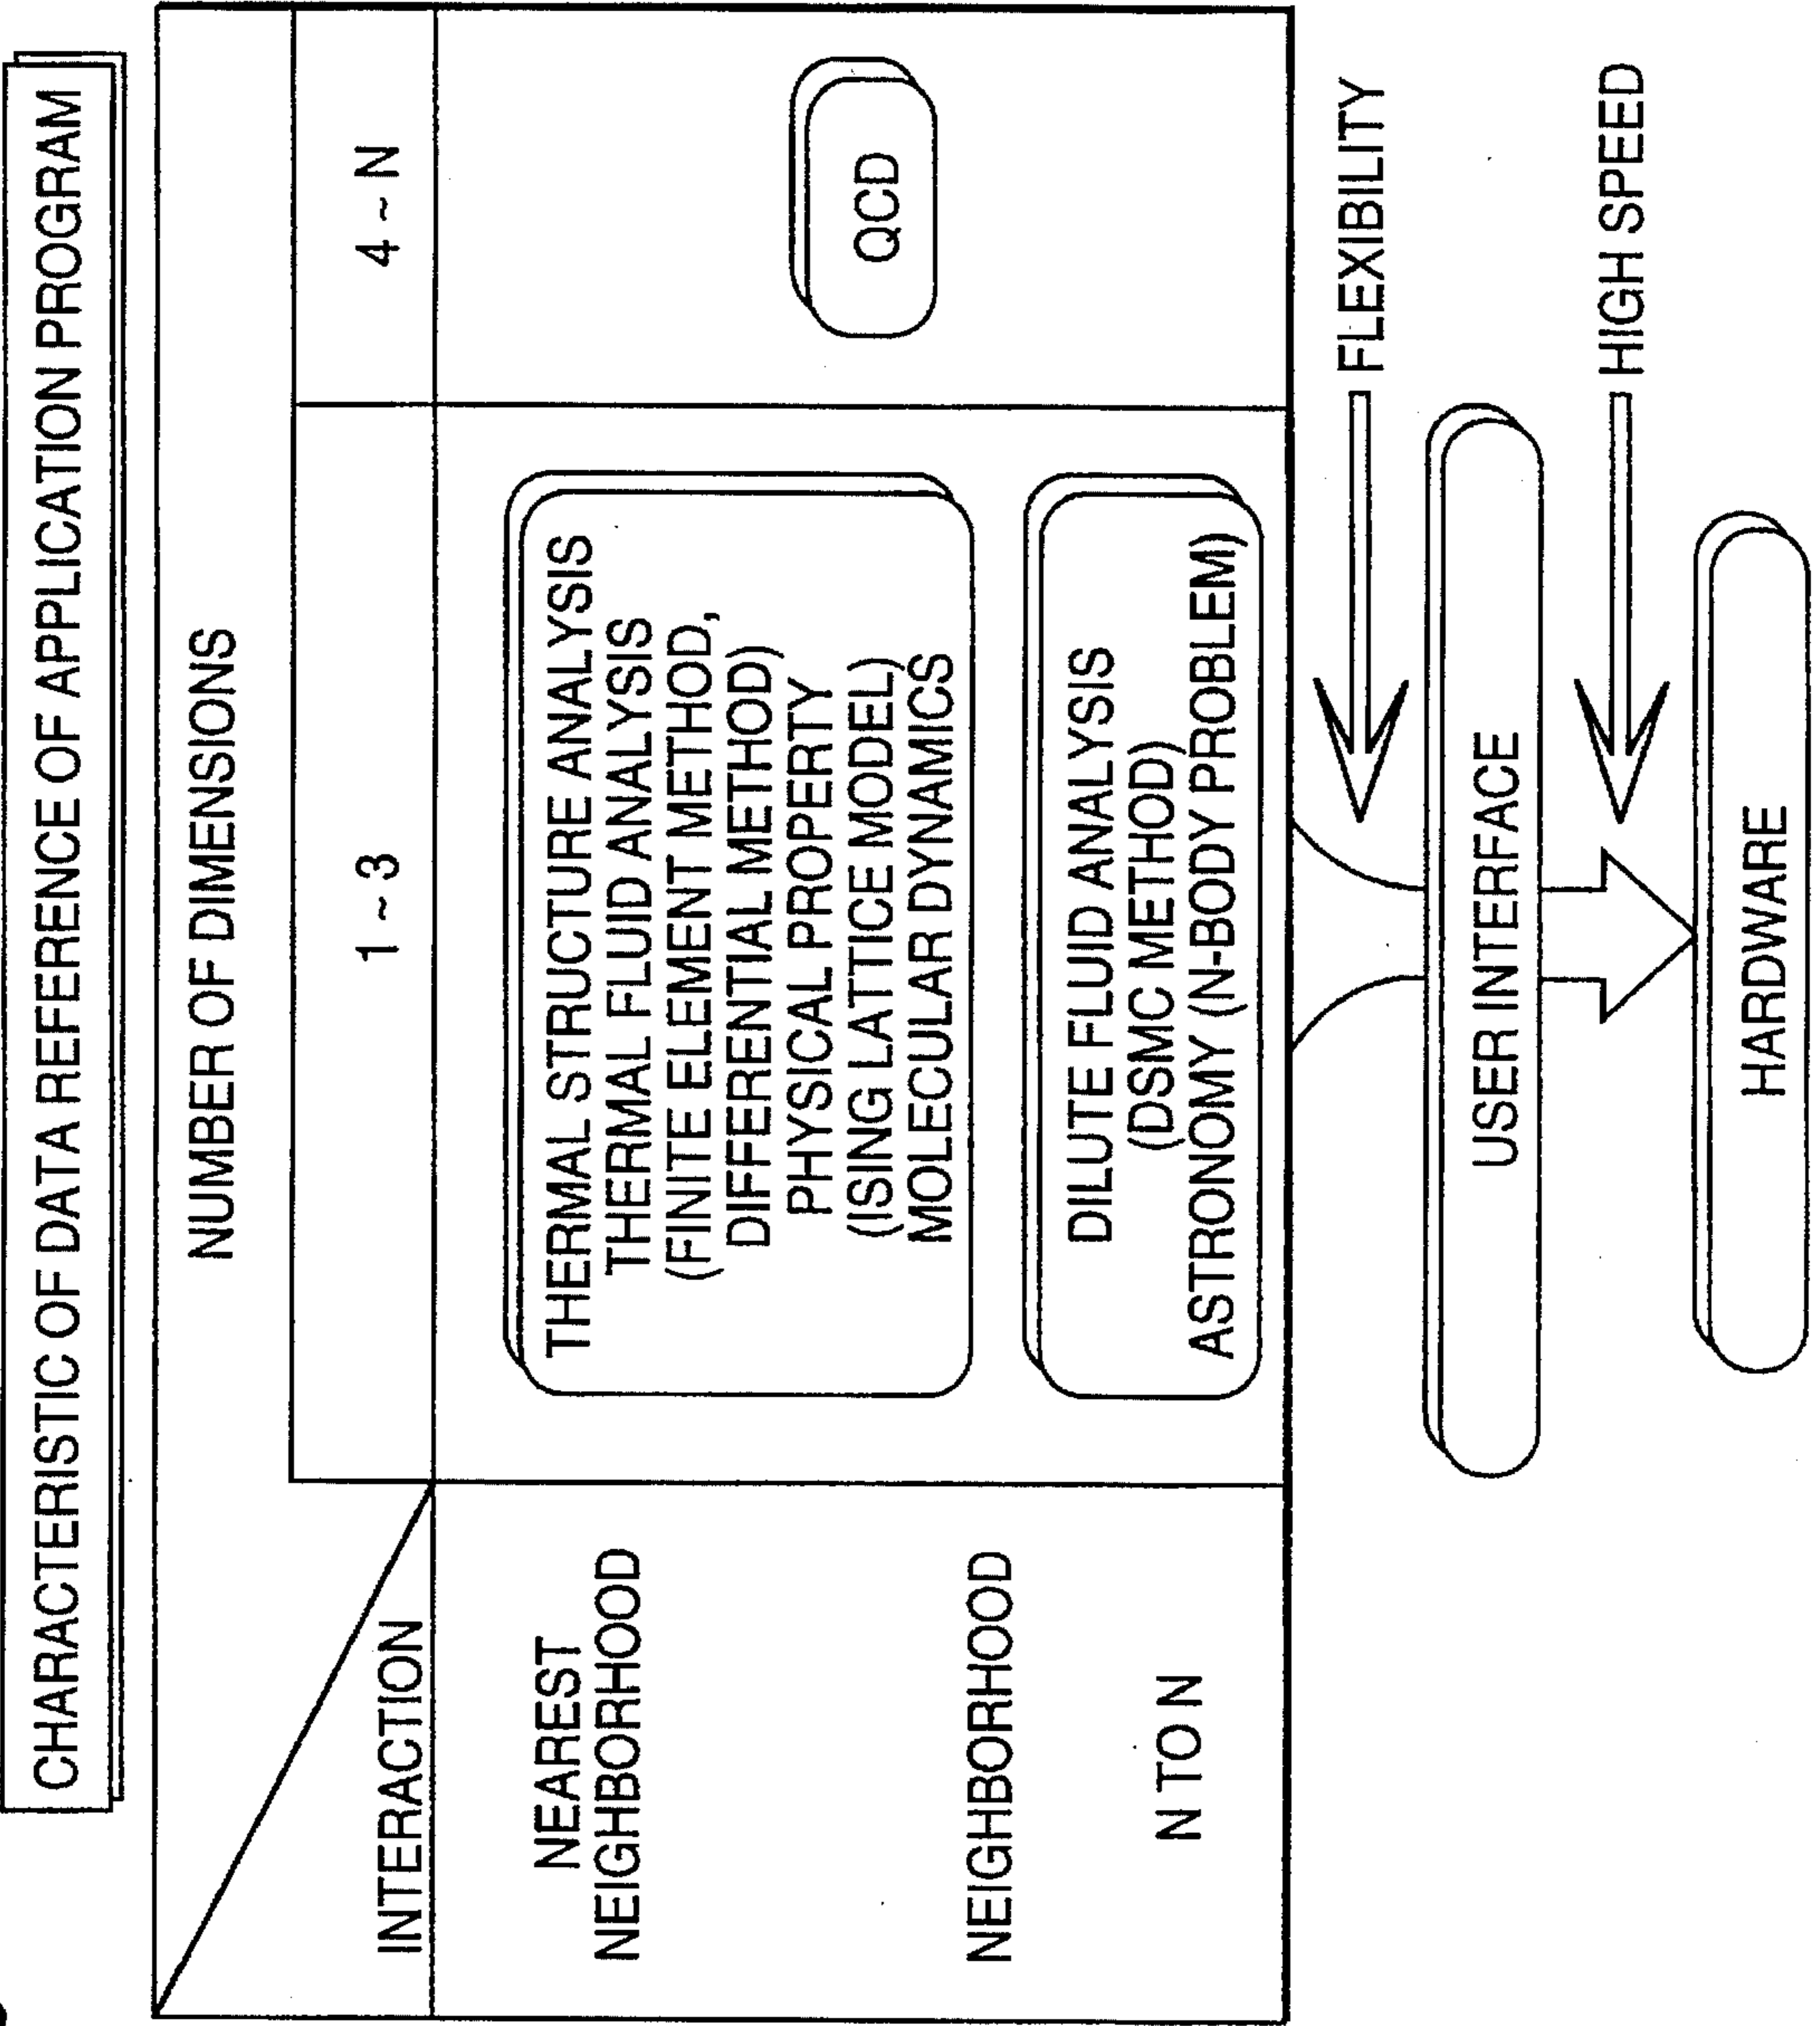 CHARACTERISTIC OF DATA REFERENCE OF APPLICATION PROGRAM
NUMBER OF DIMENSIONS
INTERACTION
1 ~ 3
4 ~ N
NEAREST
NEIGHBORHOOD
THERMAL STRUCTURE ANALYSIS
THERMAL FLUID ANALYSIS
(FINITE ELEMENT METHOD,
DIFFERENTIAL METHOD)
PHYSICAL PROPERTY
(ISING LATTICE MODEL)
MOLECULAR DYNAMICS
QCD
NEIGHBORHOOD
N TO N
DILUTE FLUID ANALYSIS
(DSMC METHOD)
ASTRONOMY (N-BODY PROBLEM)
FLEXIBILITY
USER INTERFACE
HIGH SPEED
HARDWARE